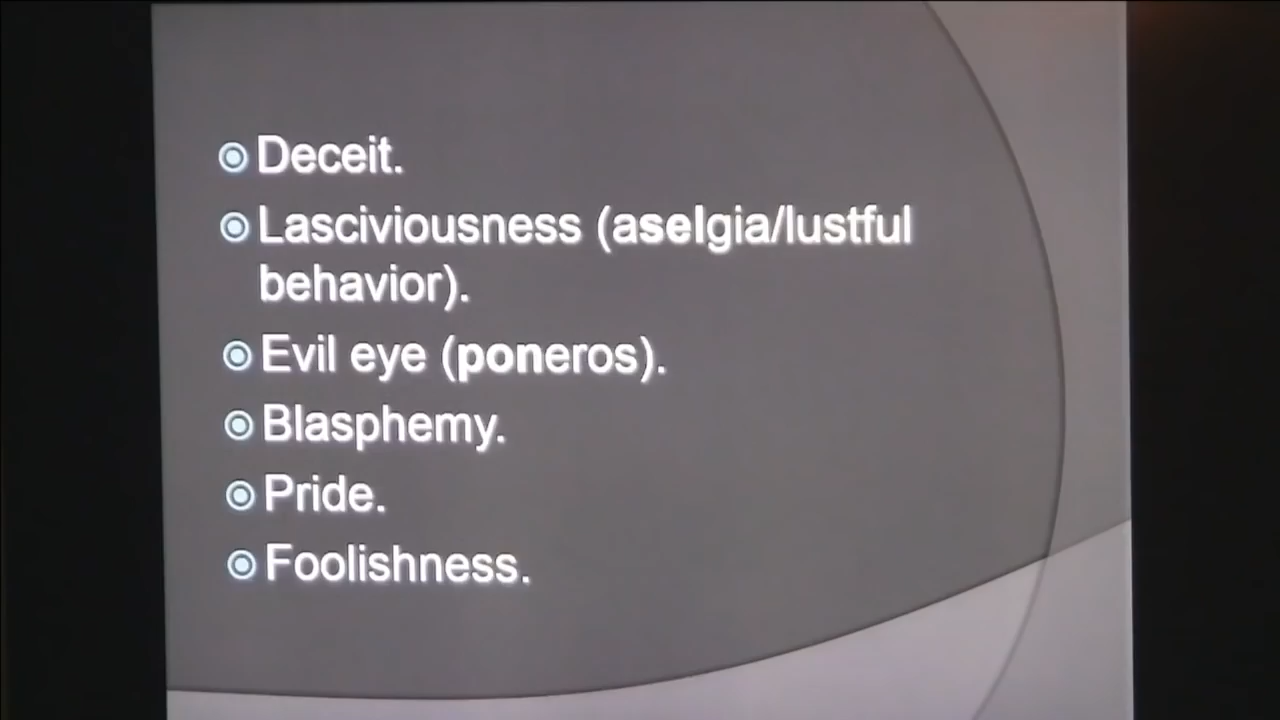 Deceit.
Lasciviousness (aselgia/lustful
behavior).
Evil eye (poneros).
Blasphemy.
Pride.
Foolishness.